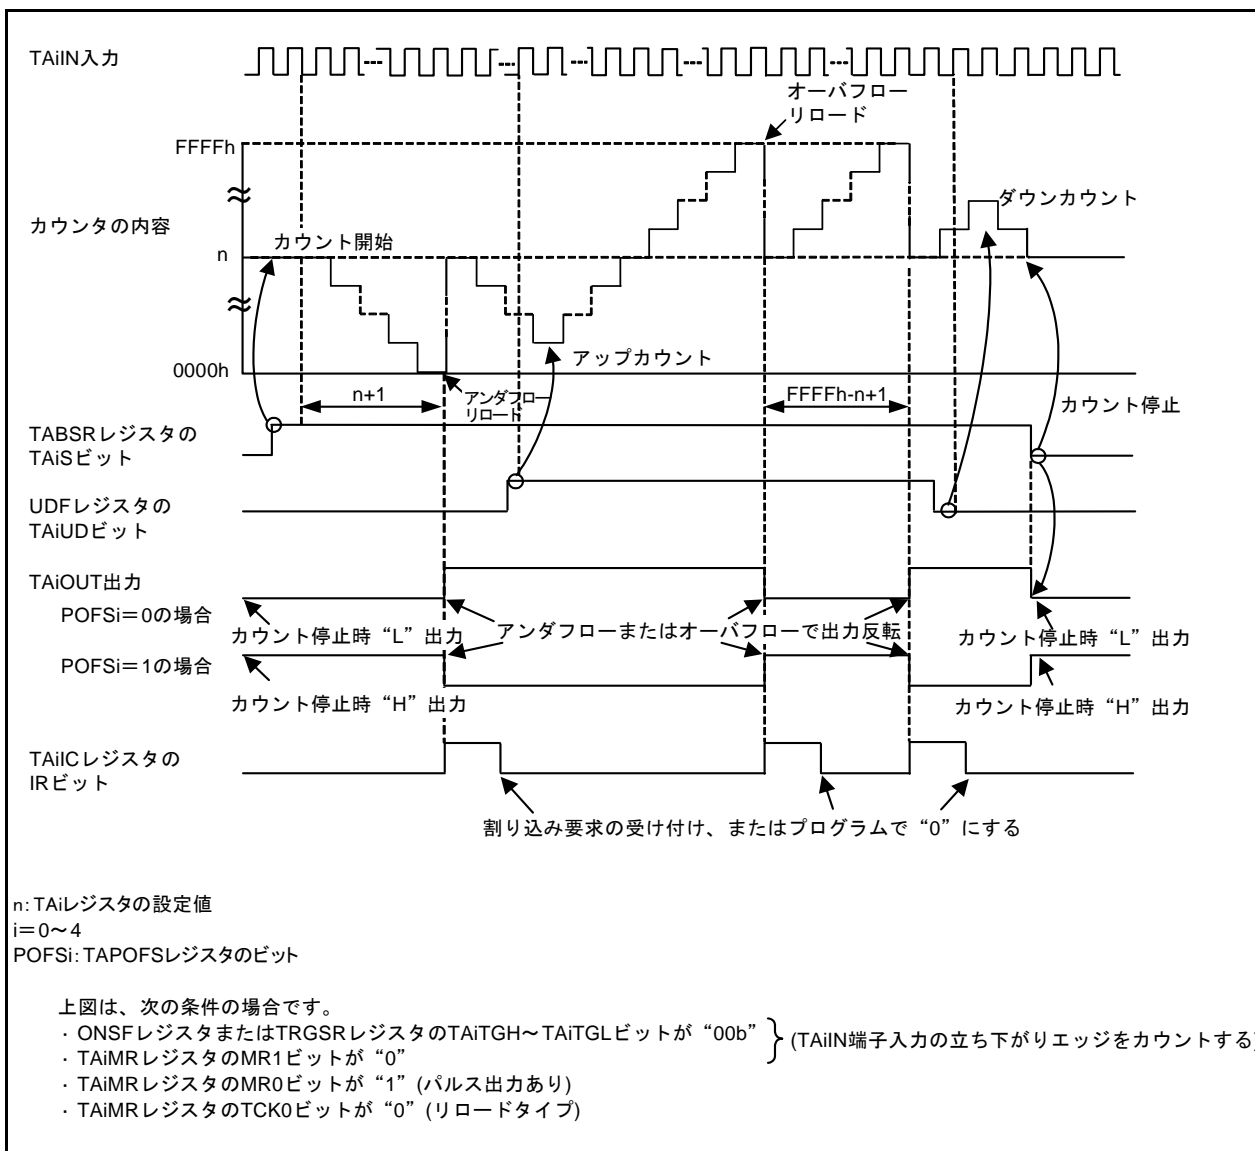 TAiIN入力
オーバフロー
リロード
FFFFh
カウンタの内容
ダウンカウント
カウント開始
n
アップカウント
0000h
n+1
アンダフロー
リロード
FFFFh-n+1
カウント停止
TABSRレジスタの
TAiSビット
UDFレジスタの
TAiUDビット
TAiOUT出力
POFSi=0の場合
カウント停止時“L”出力
アンダフローまたはオーバフローで出力反転
カウント停止時“L”出力
POFSi=1の場合
カウント停止時“H”出力
カウント停止時“H”出力
TAiICレジスタの
IRビット
割り込み要求の受け付け、またはプログラムで“0”にする
n:TAiレジスタの設定値
i=0~4
POFSi:TAPOFSレジスタのビット
上図は、次の条件の場合です。
・ONSFレジスタまたはTRGSRレジスタのTAiTGH~TAiTGLビットが“00b”
(TAiIN端子入力の立ち下がりエッジをカウントする)
・TAiMRレジスタのMR1ビットが“0”
・TAiMRレジスタのMR0ビットが“1”(パルス出力あり)
・TAiMRレジスタのTCK0ビットが“0”(リロードタイプ)